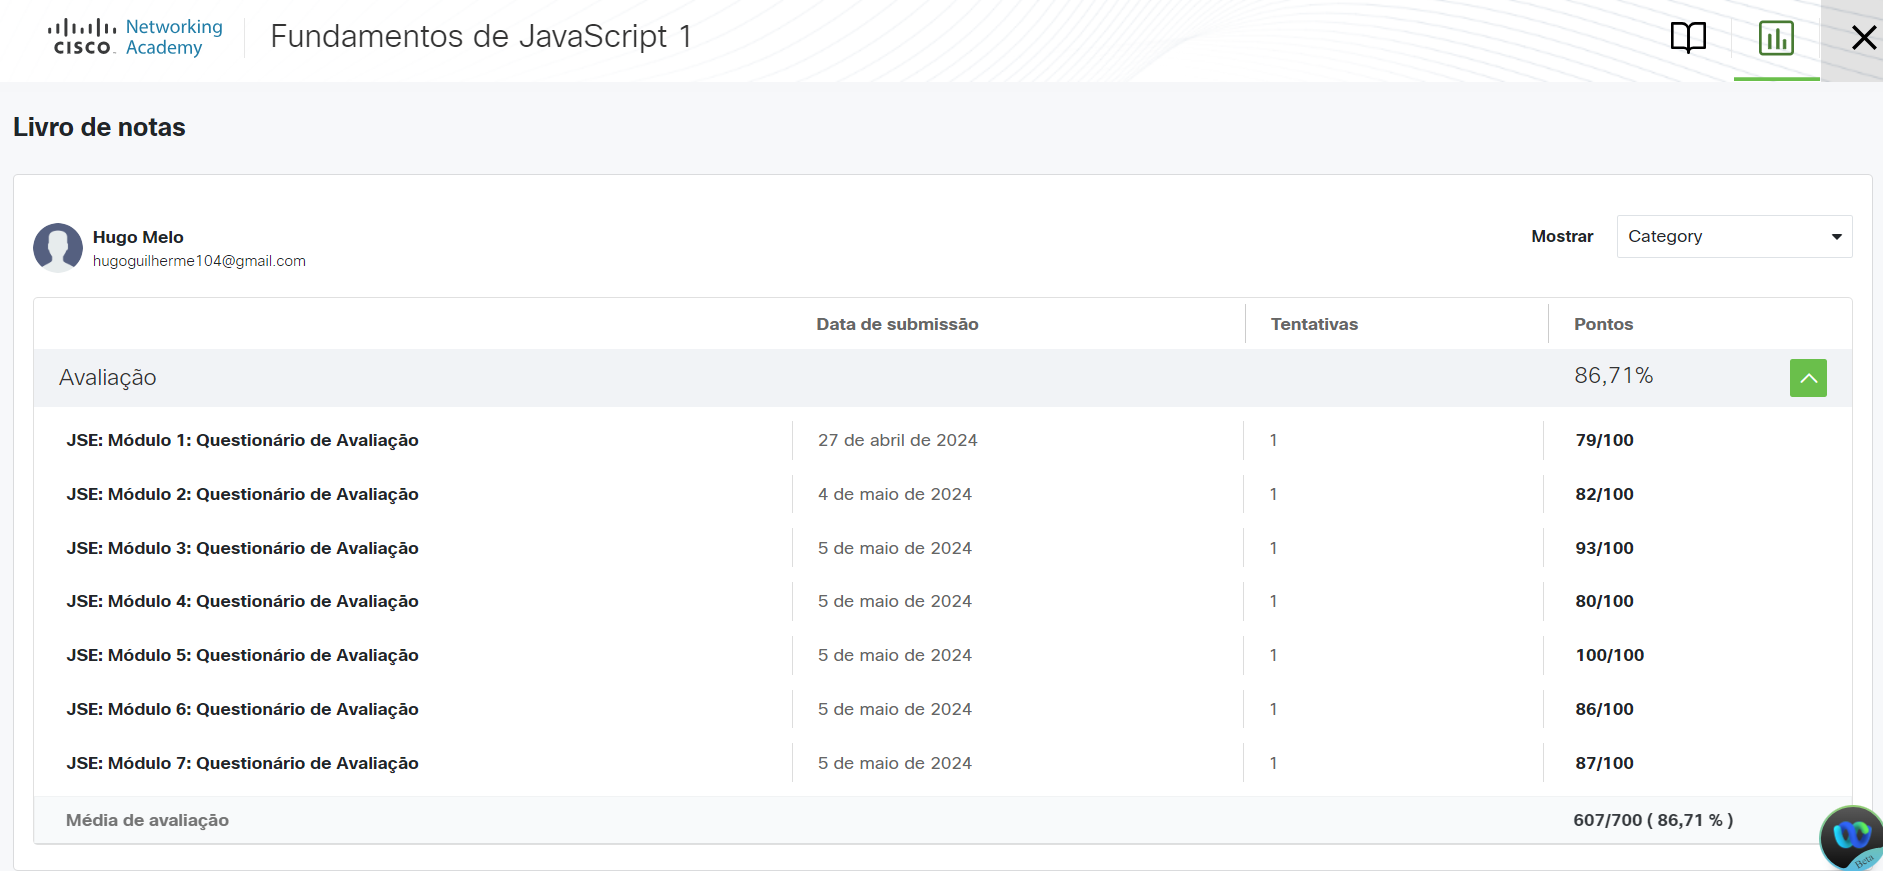 CISCO
Networking
Academy
Fundamentos de JavaScript 1
Livro de notas
Hugo Melo
hugoguilherme104@gmail.com
Mostrar
Category
Data de submissão
Tentativas
Pontos
Avaliação
86,71%
JSE: Módulo 1: Questionário de Avaliação
27 de abril de 2024
1
79/100
JSE: Módulo 2: Questionário de Avaliação
4 de maio de 2024
1
82/100
JSE: Módulo 3: Questionário de Avaliação
5 de maio de 2024
1
93/100
JSE: Módulo 4: Questionário de Avaliação
5 de maio de 2024
1
80/100
JSE: Módulo 5: Questionário de Avaliação
5 de maio de 2024
1
100/100
JSE: Módulo 6: Questionário de Avaliação
5 de maio de 2024
1
86/100
JSE: Módulo 7: Questionário de Avaliação
5 de maio de 2024
1
87/100
Média de avaliação
607/700 ( 86,71 % )
Beta